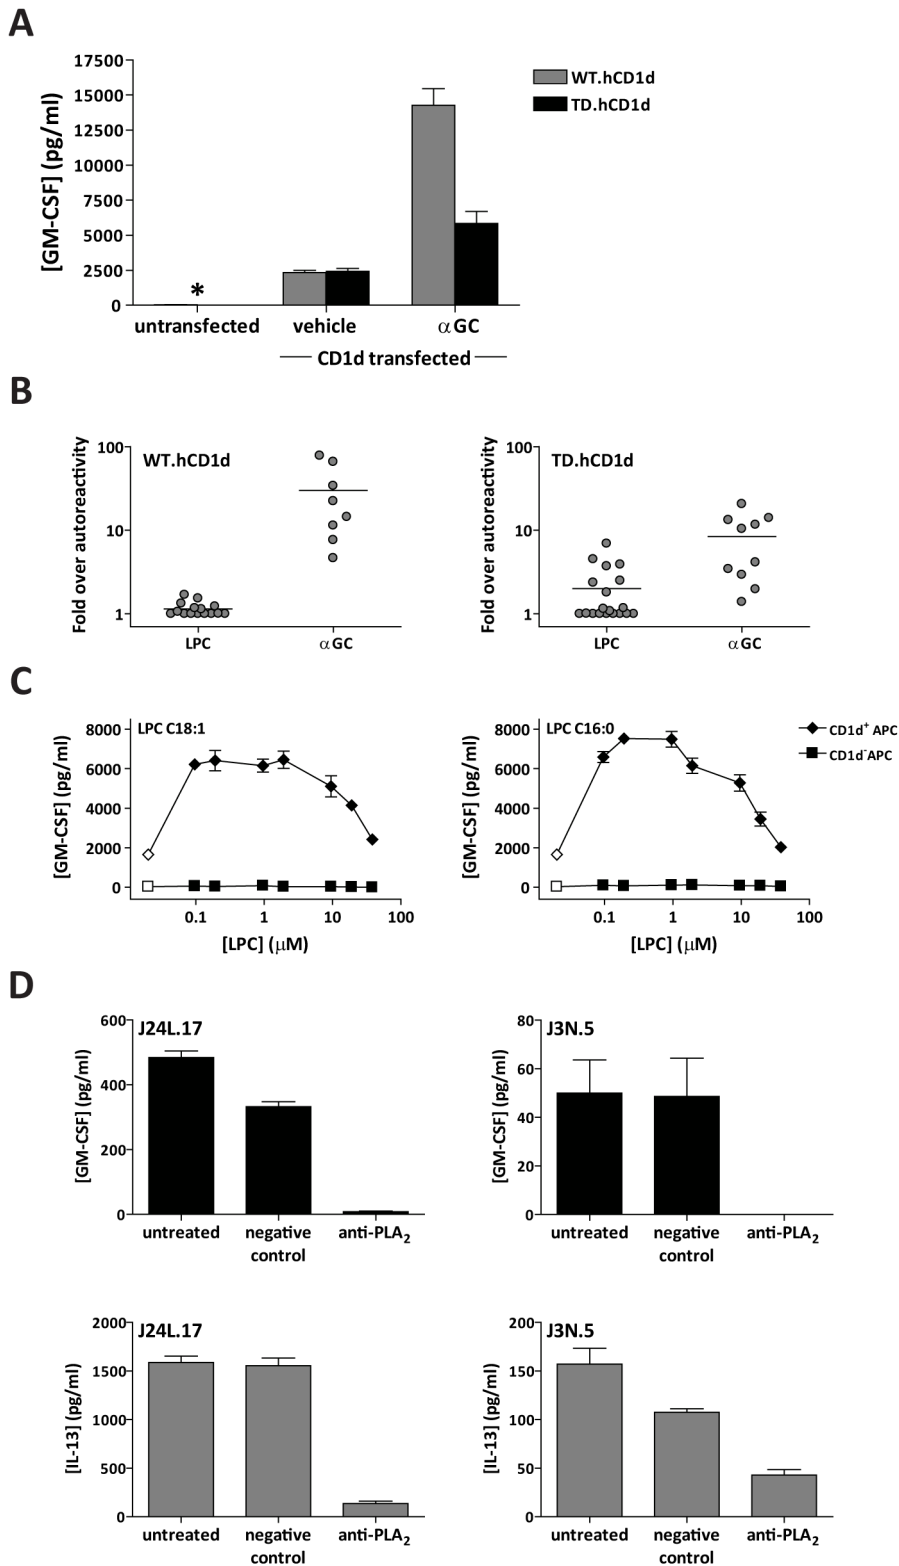 A
17500
15000
12500
10000
7500
5000
2500
0
[GM-CSF] (pg/ml)
WT.hCD1d
TD.hCD1d
*
untransfected vehicle αGC
CD1d transfected
B
Fold over autoreactivity
100
10
1
WT.hCD1d
LPC αGC
Fold over autoreactivity
100
10
1
TD.hCD1d
LPC αGC
C
[GM-CSF] (pg/ml)
8000
6000
4000
2000
0
LPC C18:1
0.1 1 10 100
[LPC] (μM)
[GM-CSF] (pg/ml)
8000
6000
4000
2000
0
LPC C16:0
0.1 1 10 100
[LPC] (μM)
CD1d⁺ APC
CD1d⁻APC
D
[GM-CSF] (pg/ml)
600
400
200
0
J24L.17
untreated negative control anti-PLA₂
[GM-CSF] (pg/ml)
80
60
40
20
0
J3N.5
untreated negative control anti-PLA₂
[IL-13] (pg/ml)
2000
1500
1000
500
0
J24L.17
untreated negative control anti-PLA₂
[IL-13] (pg/ml)
200
150
100
50
0
J3N.5
untreated negative control anti-PLA₂